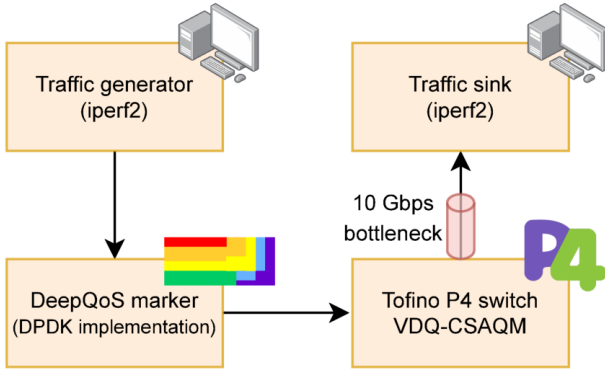 Traffic generator
(iperf2)
Traffic sink
(iperf2)
10 Gbps
bottleneck
P4
DeepQoS marker
(DPDK implementation)
Tofino P4 switch
VDQ-CSAQM